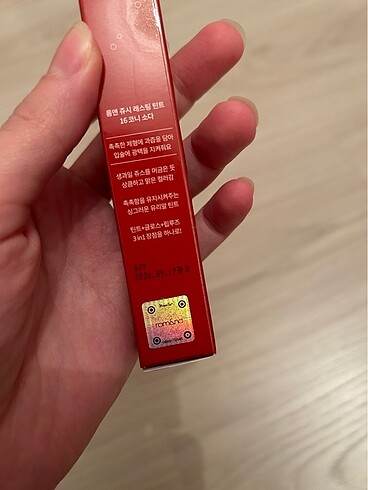 롬앤 쥬시 래스팅 틴트
16 코니 소다
촉촉한 제형에 과즙을 담아
입술에 광택을 지켜줘요
생과일 쥬스를 머금은 듯
상큼하고 맑은 컬러감
촉촉함을 유지시켜주는
싱그러운 유리알 틴트
틴트+글로스+립루즈
3 in1 장점을 하나로!
rom&nd